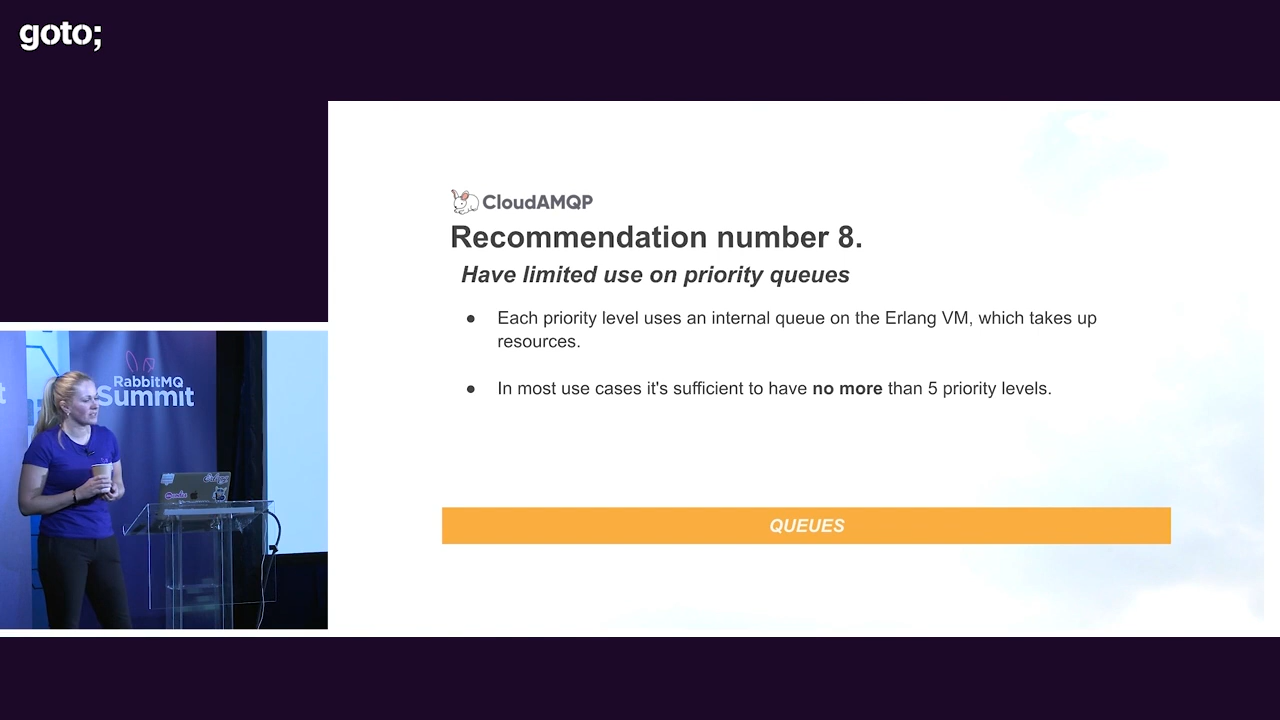 goto;
CloudAMQP
Recommendation number 8.
Have limited use on priority queues
● Each priority level uses an internal queue on the Erlang VM, which takes up
resources.
● In most use cases it's sufficient to have no more than 5 priority levels.
QUEUES
RabbitMQ
Summit
t